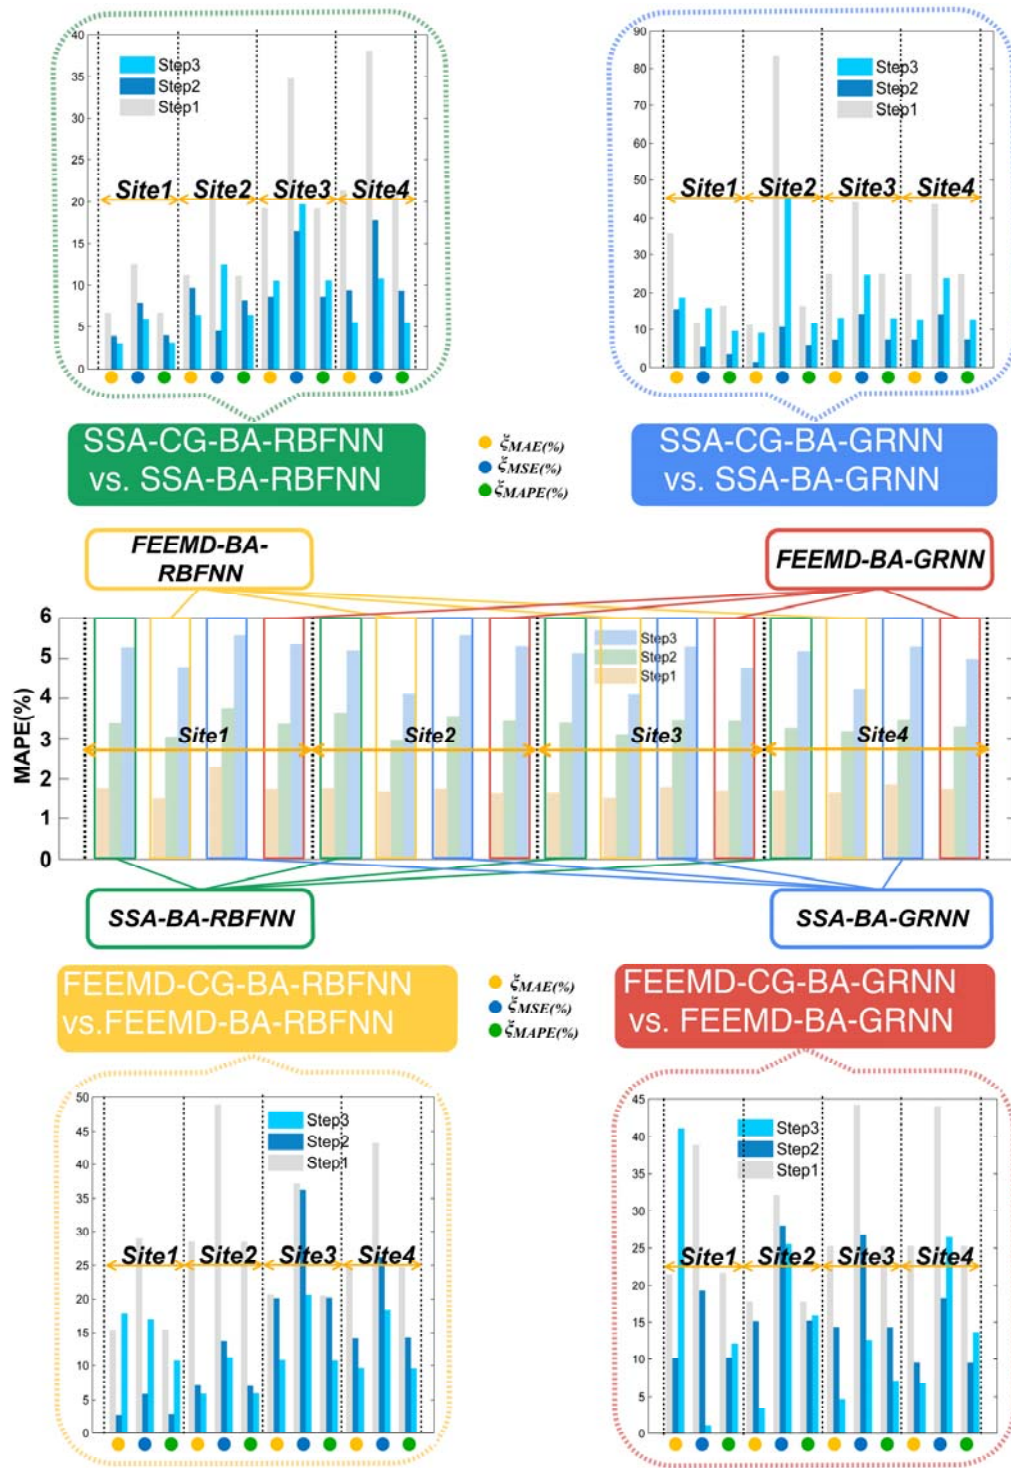 40
35
30
25
20
15
10
5
0
Step3
Step2
Step1
Site1
Site2
Site3
Site4
90
80
70
60
50
40
30
20
10
0
Step3
Step2
Step1
Site1
Site2
Site3
Site4
SSA-CG-BA-RBFNN
vs. SSA-BA-RBFNN
ξMAE(%)
ξMSE(%)
ξMAPE(%)
SSA-CG-BA-GRNN
vs. SSA-BA-GRNN
FEEMD-BA-
RBFNN
FEEMD-BA-GRNN
MAPE(%)
6
5
4
3
2
1
0
Step3
Step2
Step1
Site1
Site2
Site3
Site4
SSA-BA-RBFNN
SSA-BA-GRNN
FEEMD-CG-BA-RBFNN
vs.FEEMD-BA-RBFNN
ξMAE(%)
ξMSE(%)
ξMAPE(%)
FEEMD-CG-BA-GRNN
vs. FEEMD-BA-GRNN
50
45
40
35
30
25
20
15
10
5
0
Step3
Step2
Step1
Site1
Site2
Site3
Site4
45
40
35
30
25
20
15
10
5
0
Step3
Step2
Step1
Site1
Site2
Site3
Site4